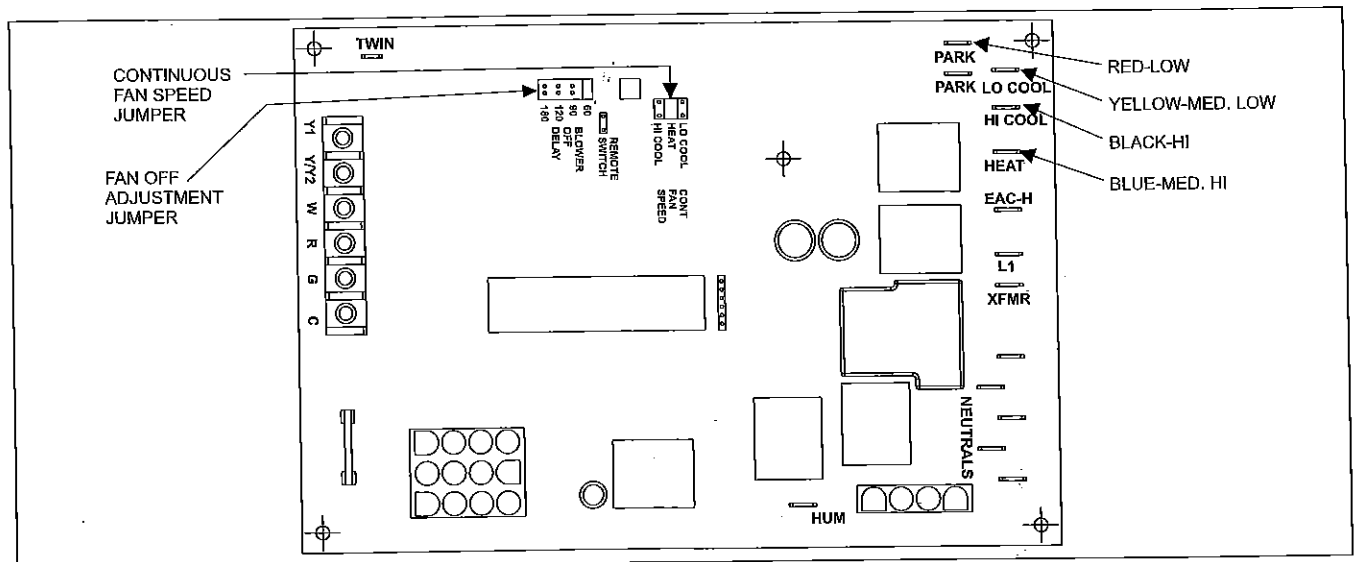 TWIN
CONTINUOUS
FAN SPEED
JUMPER
FAN OFF
ADJUSTMENT
JUMPER
180
120
90
60
DELAY
OFF
BLOWER
REMOTE
SWITCH
HI COOL
HEAT
LO COOL
CONT
FAN
SPEED
Y1
Y/Y2
W
R
G
C
PARK
PARK
LO COOL
HI COOL
HEAT
EAC-H
L1
XFMR
NEUTRALS
HUM
RED-LOW
YELLOW-MED. LOW
BLACK-HI
BLUE-MED. HI